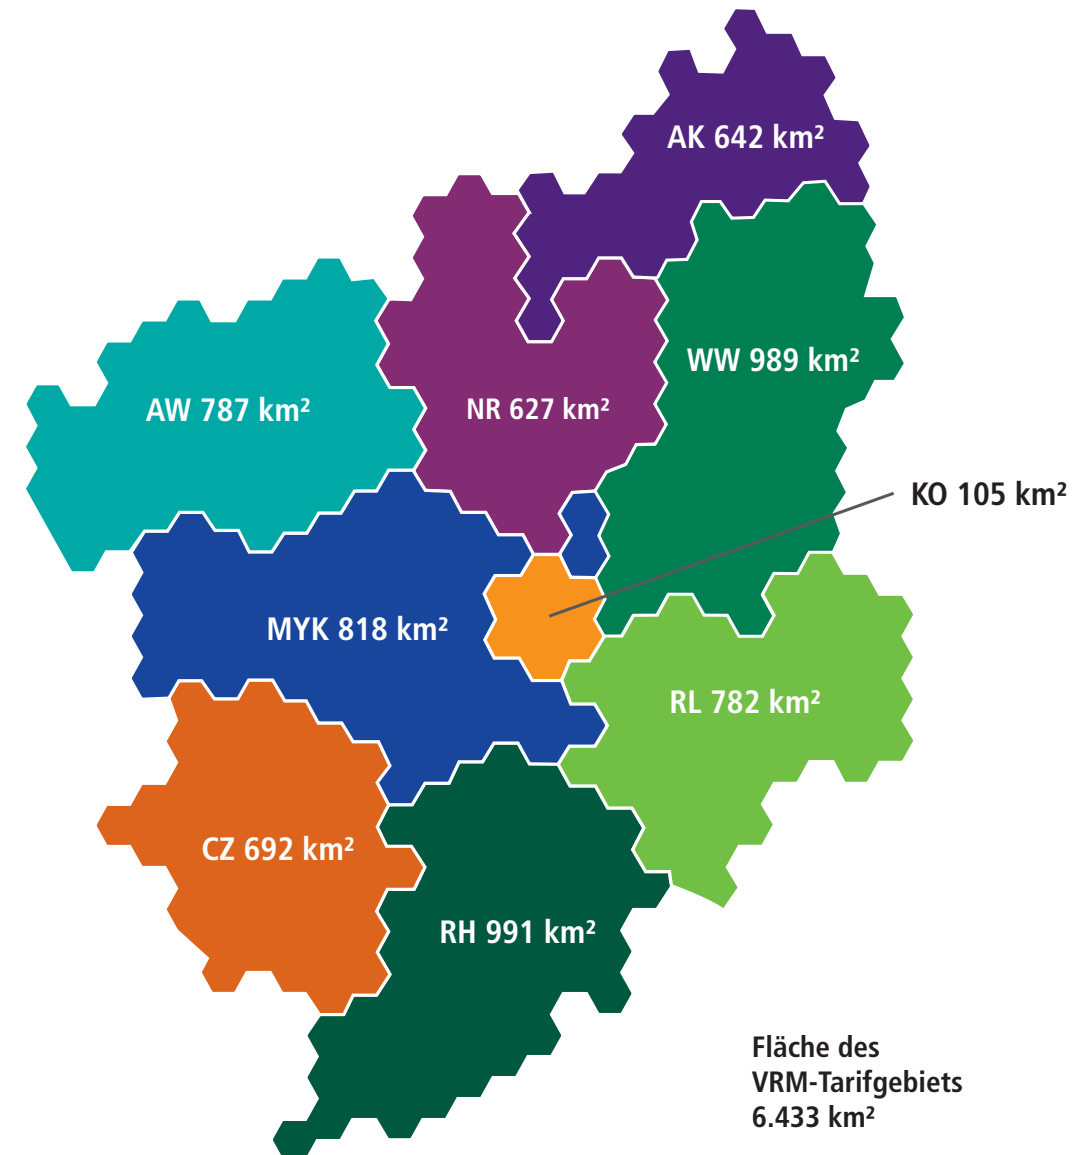 AK 642 km²
WW 989 km²
AW 787 km²
NR 627 km²
KO 105 km²
MYK 818 km²
RL 782 km²
CZ 692 km²
RH 991 km²
Fläche des
VRM-Tarifgebiets
6.433 km²